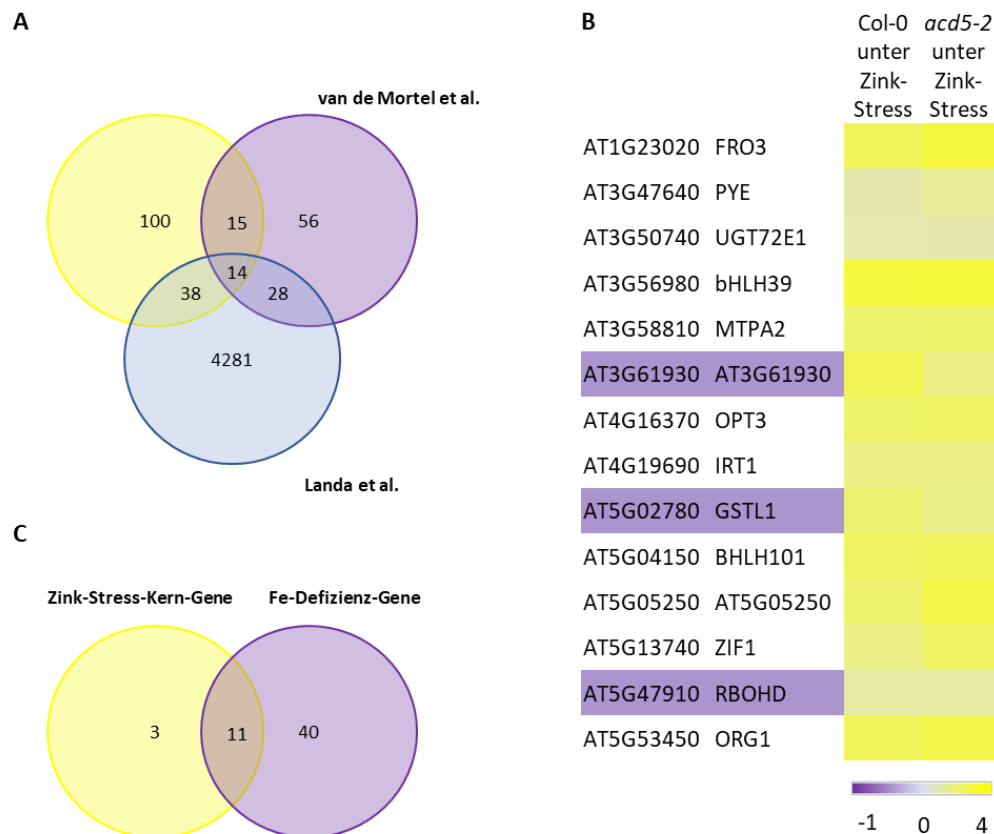 A
van de Mortel et al.
100
15
56
14
38
28
4281
Landa et al.
B
Col-0 unter Zink-Stress
acd5-2 unter Zink-Stress
AT1G23020 FRO3
AT3G47640 PYE
AT3G50740 UGT72E1
AT3G56980 bHLH39
AT3G58810 MTPA2
AT3G61930 AT3G61930
AT4G16370 OPT3
AT4G19690 IRT1
AT5G02780 GSTL1
AT5G04150 BHLH101
AT5G05250 AT5G05250
AT5G13740 ZIF1
AT5G47910 RBOHD
AT5G53450 ORG1
-1 0 4
C
Zink-Stress-Kern-Gene
Fe-Defizienz-Gene
3
11
40